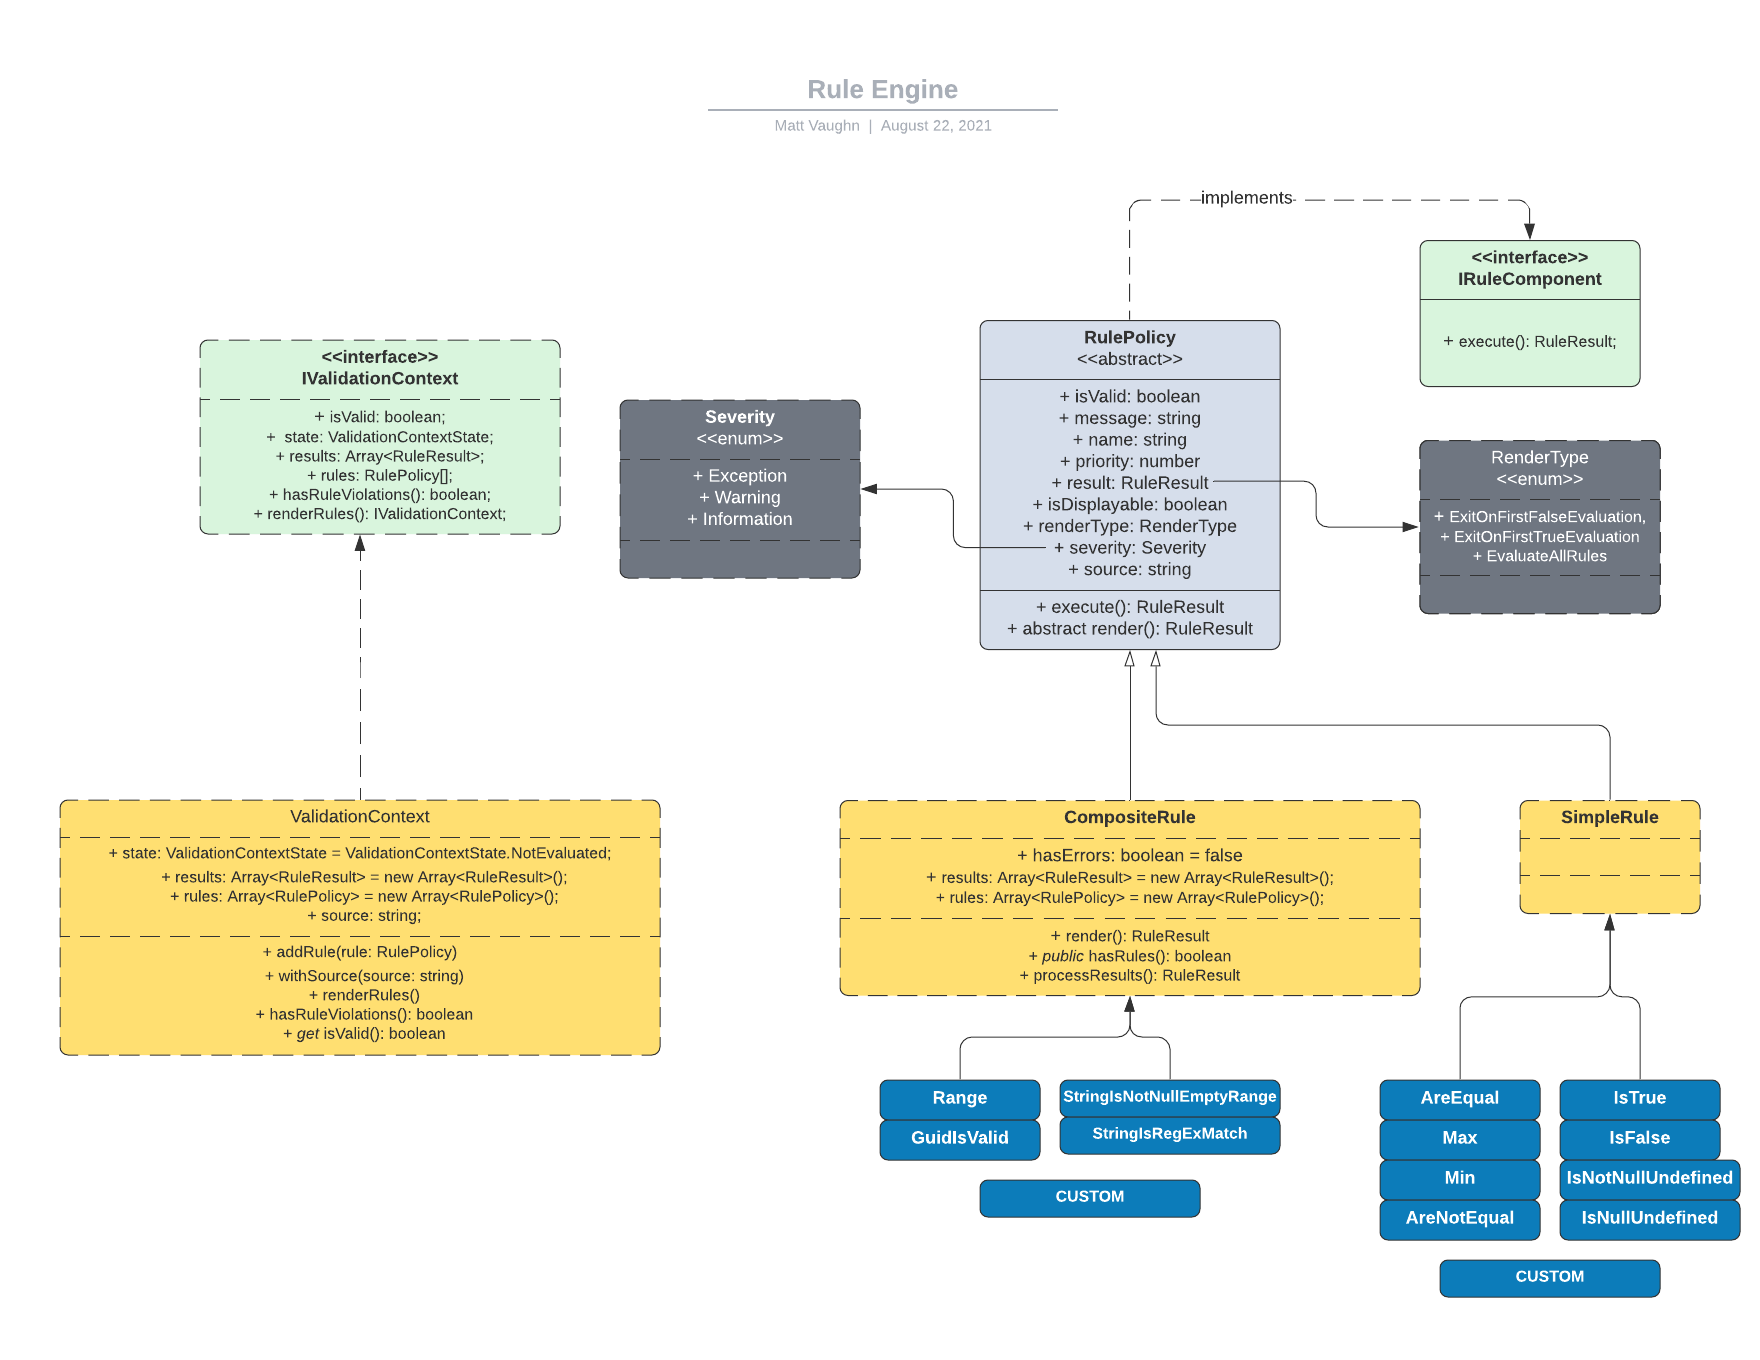 Rule Engine
Matt Vaughn | August 22, 2021
implements
<<interface>>
IRuleComponent
+ execute(): RuleResult;
<<interface>>
IValidationContext
+ isValid: boolean;
+ state: ValidationContextState;
+ results: Array<RuleResult>;
+ rules: RulePolicy[];
+ hasRuleViolations(): boolean;
+ renderRules(): IValidationContext;
Severity
<<enum>>
+ Exception
+ Warning
+ Information
RulePolicy
<<abstract>>
+ isValid: boolean
+ message: string
+ name: string
+ priority: number
+ result: RuleResult
+ isDisplayable: boolean
+ renderType: RenderType
+ severity: Severity
+ source: string
+ execute(): RuleResult
+ abstract render(): RuleResult
RenderType
<<enum>>
+ ExitOnFirstFalseEvaluation,
+ ExitOnFirstTrueEvaluation
+ EvaluateAllRules
ValidationContext
+ state: ValidationContextState = ValidationContextState.NotEvaluated;
+ results: Array<RuleResult> = new Array<RuleResult>();
+ rules: Array<RulePolicy> = new Array<RulePolicy>();
+ source: string;
+ addRule(rule: RulePolicy)
+ withSource(source: string)
+ renderRules()
+ hasRuleViolations(): boolean
+ get isValid(): boolean
CompositeRule
+ hasErrors: boolean = false
+ results: Array<RuleResult> = new Array<RuleResult>();
+ rules: Array<RulePolicy> = new Array<RulePolicy>();
+ render(): RuleResult
+ public hasRules(): boolean
+ processResults(): RuleResult
SimpleRule
Range
GuidIsValid
StringIsNotNullEmptyRange
StringIsRegExMatch
CUSTOM
AreEqual
Max
Min
AreNotEqual
IsTrue
IsFalse
IsNotNullUndefined
IsNullUndefined
CUSTOM